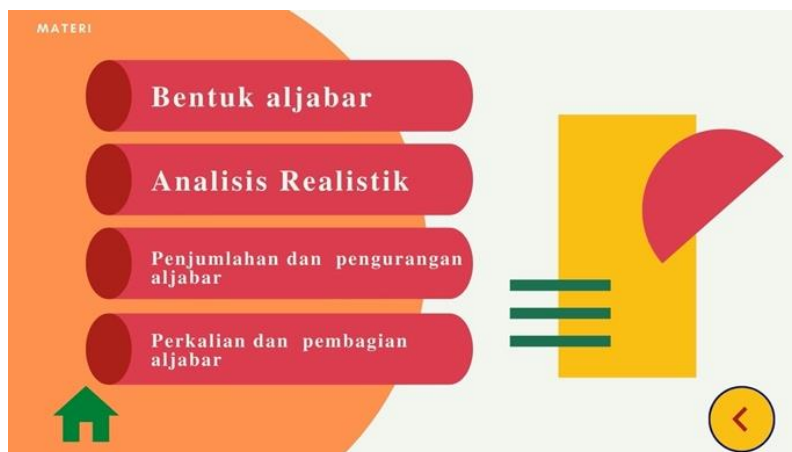 MATERI
Bentuk aljabar
Analisis Realistik
Penjumlahan dan pengurangan
aljabar
Perkalian dan pembagian
aljabar